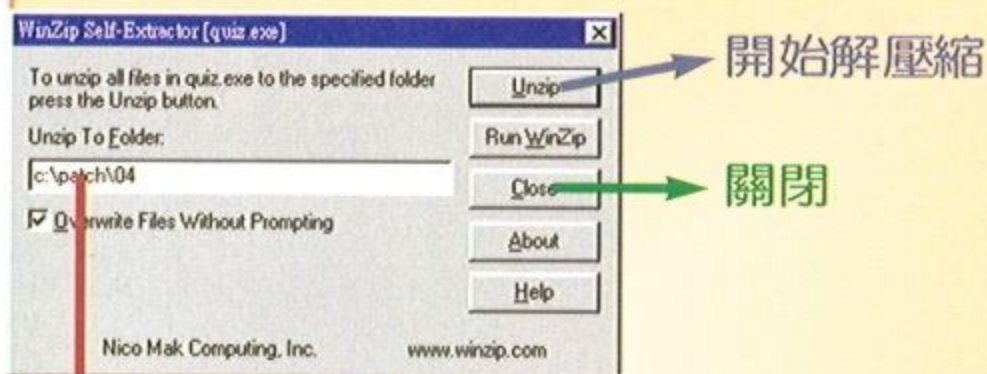 WinZip Self-Extractor [quiz.exe]
To unzip all files in quiz.exe to the specified folder
press the Unzip button.
Unzip To Folder:
c:\patch\04
Overwrite Files Without Prompting
Unzip
Run WinZip
Close
About
Help
Nico Mak Computing, Inc.
www.winzip.com
開始解壓縮
關閉